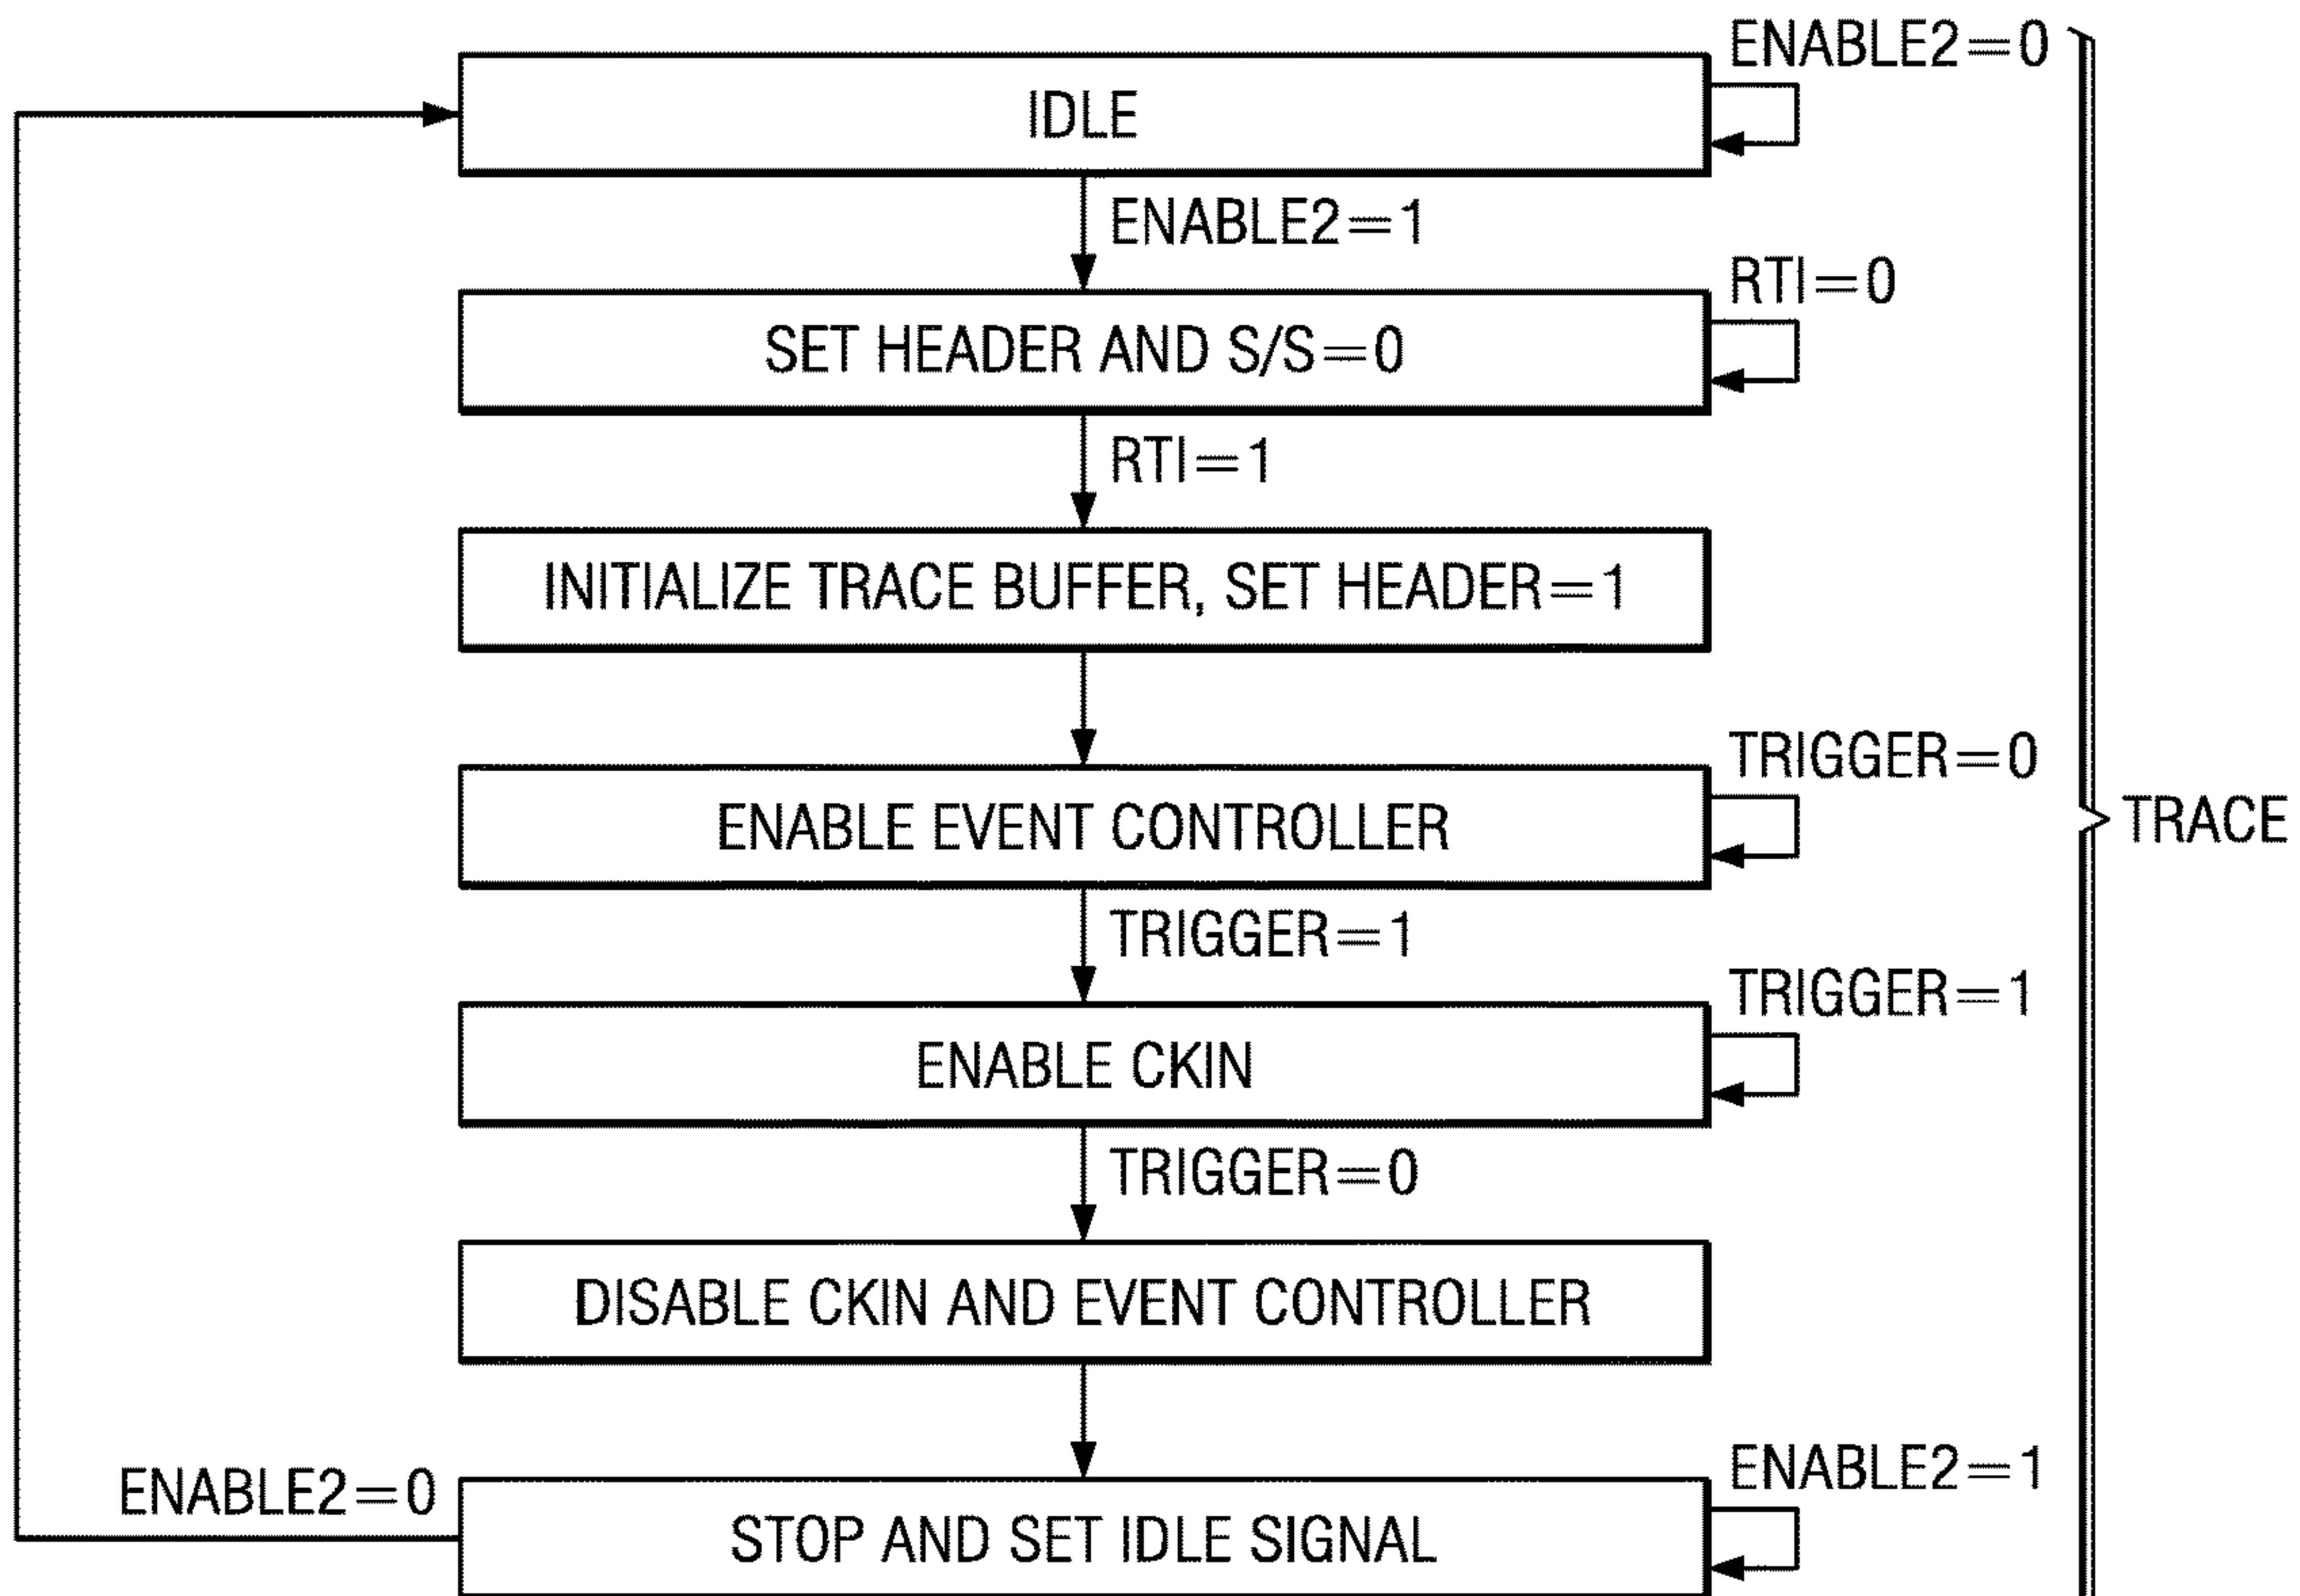 ENABLE2=0
IDLE
ENABLE2=1
RTI=0
SET HEADER AND S/S=0
RTI=1
INITIALIZE TRACE BUFFER, SET HEADER=1
TRIGGER=0
ENABLE EVENT CONTROLLER
TRACE
TRIGGER=1
TRIGGER=1
ENABLE CKIN
TRIGGER=0
DISABLE CKIN AND EVENT CONTROLLER
ENABLE2=0
ENABLE2=1
STOP AND SET IDLE SIGNAL